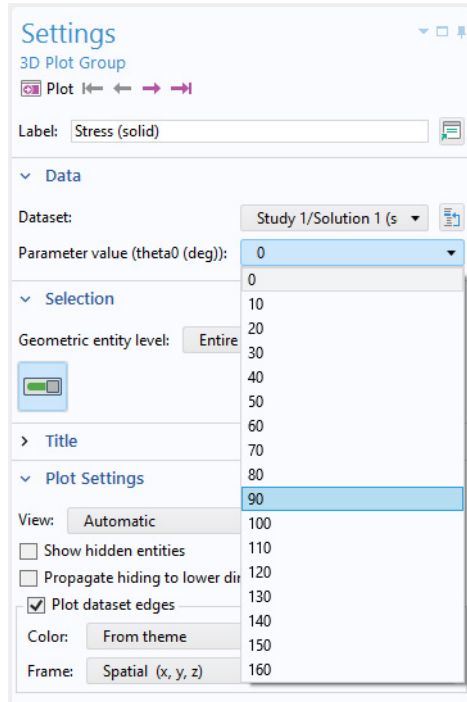 Settings
3D Plot Group
Plot
Label: Stress (solid)
Data
Dataset: Study 1/Solution 1 (s
Parameter value (theta0 (deg)): 0
0
10
20
30
40
50
60
70
80
90
100
110
120
130
140
150
160
Selection
Geometric entity level: Entire
Title
Plot Settings
View: Automatic
Show hidden entities
Propagate hiding to lower dir
Plot dataset edges
Color: From theme
Frame: Spatial (x, y, z)